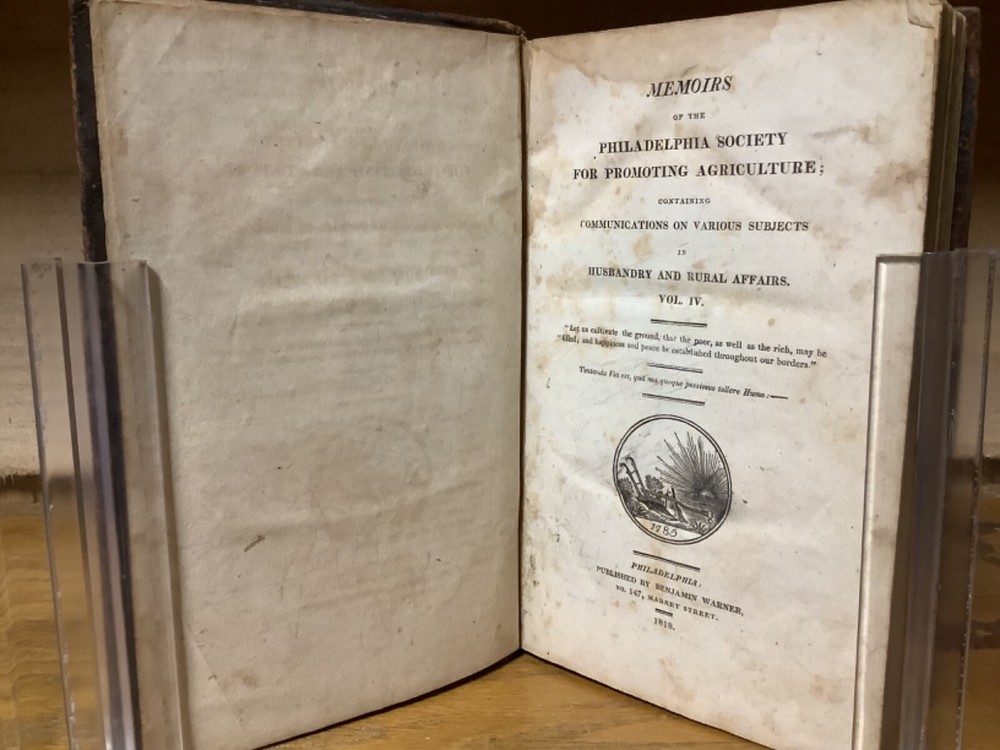 MEMOIRS
OF THE
PHILADELPHIA SOCIETY
FOR PROMOTING AGRICULTURE;
CONTAINING
COMMUNICATIONS ON VARIOUS SUBJECTS
IN
HUSBANDRY AND RURAL AFFAIRS.
VOL. IV.
"Let us cultivate the ground, that the poor, as well as the rich, may be
"filled; and happiness and peace be established throughout our borders."
Tentanda Via est, qua me quoque possimus tollere Humo:—
1785
PHILADELPHIA:
PUBLISHED BY BENJAMIN WARNER,
NO. 147, MARKET STREET.
1818.